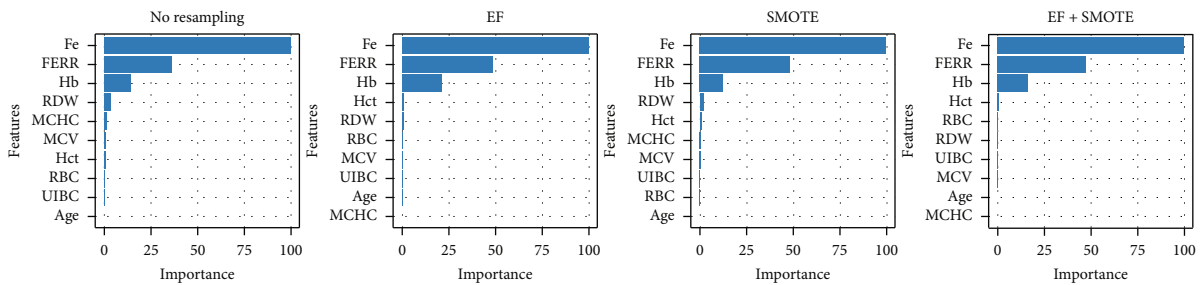 No resampling
Features
Fe
FERR
Hb
RDW
MCHC
MCV
Hct
RBC
UIBC
Age
0 25 50 75 100
Importance
EF
Features
Fe
FERR
Hb
Hct
RDW
RBC
MCV
UIBC
Age
MCHC
0 25 50 75 100
Importance
SMOTE
Features
Fe
FERR
Hb
RDW
Hct
MCHC
MCV
UIBC
RBC
Age
0 25 50 75 100
Importance
EF + SMOTE
Features
Fe
FERR
Hb
Hct
RBC
RDW
UIBC
MCV
Age
MCHC
0 25 50 75 100
Importance